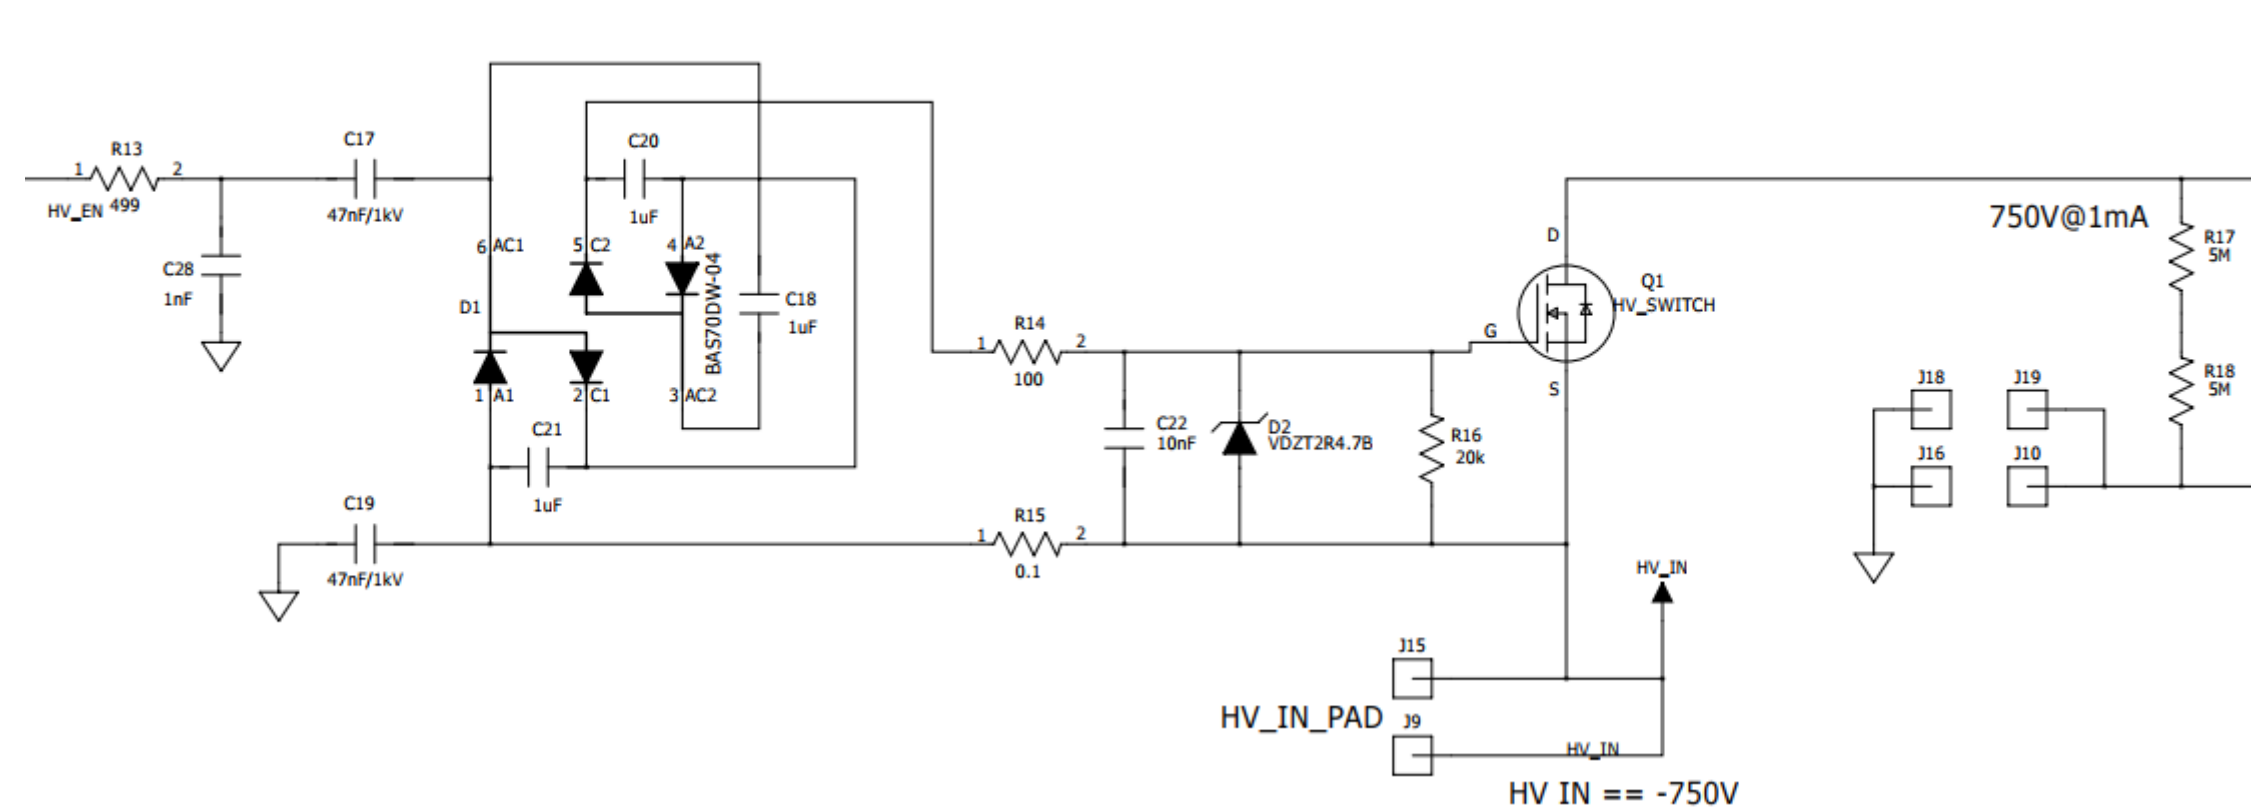 R13
1
2
HV_EN
499
C28
1nF
C17
47nF/1kV
C20
1uF
6
AC1
5
C2
4
A2
BAS70DW-04
C18
1uF
D1
1
A1
2
C1
3
AC2
C21
1uF
C19
47nF/1kV
R14
1
2
100
R15
1
2
0.1
C22
10nF
D2
VDZT2R4.7B
R16
20k
D
G
S
Q1
HV_SWITCH
750V@1mA
R17
5M
R18
5M
J18
J19
J16
J10
HV_IN
J15
HV_IN_PAD
J9
HV_IN
HV IN == -750V